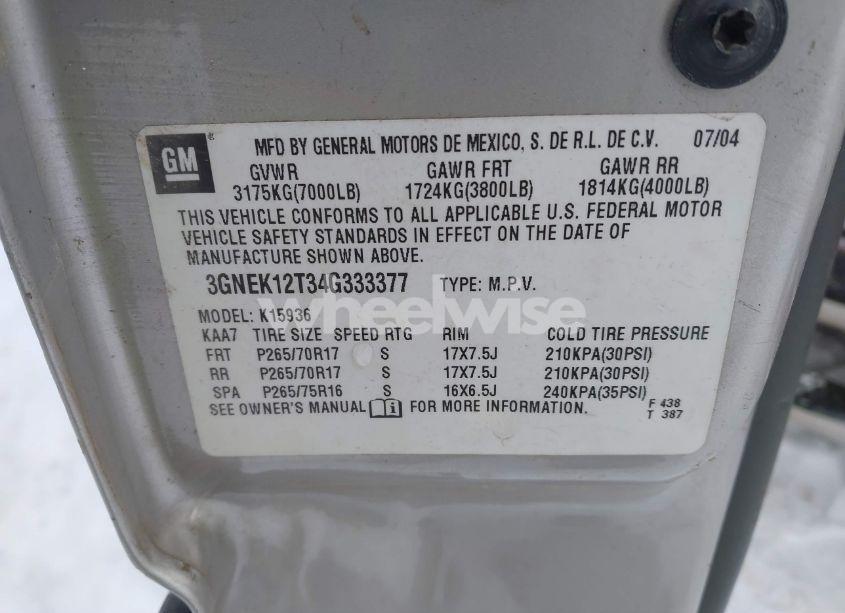 GM
MFD BY GENERAL MOTORS DE MEXICO, S. DE R.L. DE C.V. 07/04
GVWR GAWR FRT GAWR RR
3175KG(7000LB) 1724KG(3800LB) 1814KG(4000LB)
THIS VEHICLE CONFORMS TO ALL APPLICABLE U.S. FEDERAL MOTOR
VEHICLE SAFETY STANDARDS IN EFFECT ON THE DATE OF
MANUFACTURE SHOWN ABOVE.
3GNEK12T34G333377 TYPE: M.P.V.
wheelwise
MODEL: K15936
KAA7 TIRE SIZE SPEED RTG RIM COLD TIRE PRESSURE
FRT P265/70R17 S 17X7.5J 210KPA(30PSI)
RR P265/70R17 S 17X7.5J 210KPA(30PSI)
SPA P265/75R16 S 16X6.5J 240KPA(35PSI)
SEE OWNER'S MANUAL FOR MORE INFORMATION.
F 438
T 387